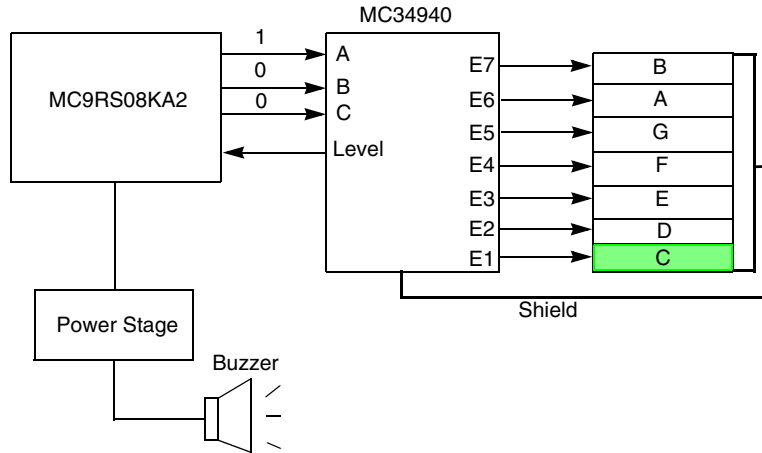 MC34940
MC9RS08KA2
1
0
0
A
B
C
Level
E7
E6
E5
E4
E3
E2
E1
B
A
G
F
E
D
C
Shield
Power Stage
Buzzer